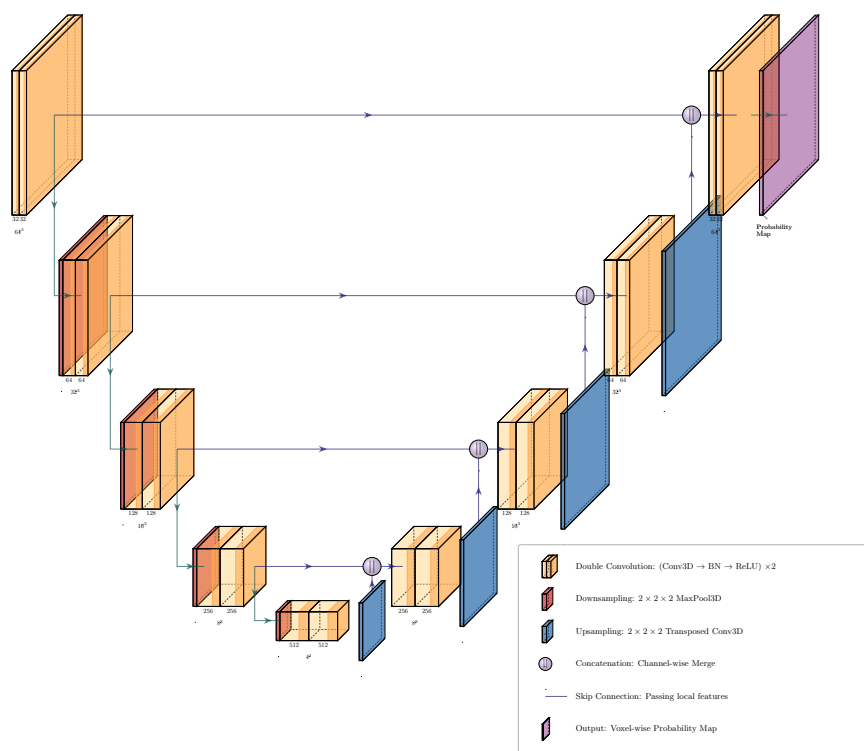 32 32
64³
64 64
32³
128 128
16³
256 256
8³
512 512
4³
256 256
8³
128 128
16³
64 64
32³
32 32
64³
Probability
Map
Double Convolution: (Conv3D → BN → ReLU) ×2
Downsampling: 2 × 2 × 2 MaxPool3D
Upsampling: 2 × 2 × 2 Transposed Conv3D
Concatenation: Channel-wise Merge
Skip Connection: Passing local features
Output: Voxel-wise Probability Map